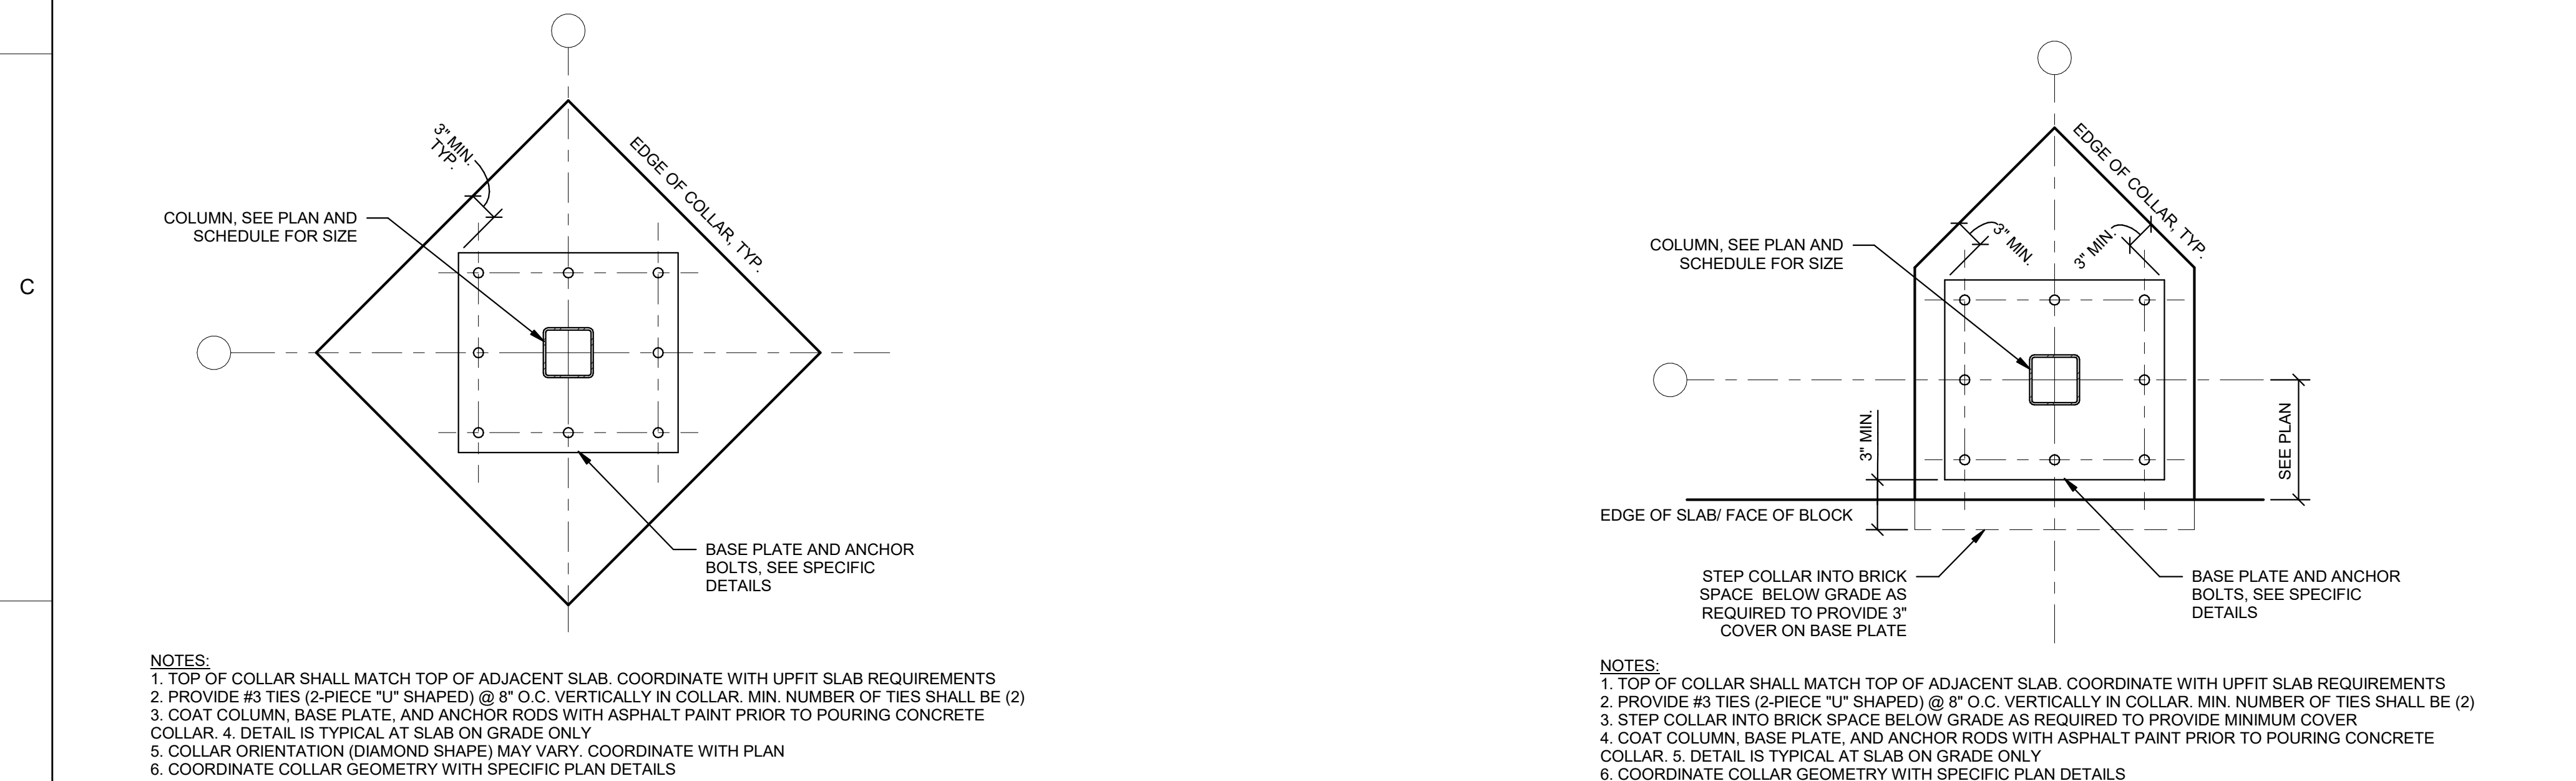 C
3" MIN.
TYP.
EDGE OF COLLAR, TYP.
COLUMN, SEE PLAN AND
SCHEDULE FOR SIZE
BASE PLATE AND ANCHOR
BOLTS, SEE SPECIFIC
DETAILS
NOTES:
1. TOP OF COLLAR SHALL MATCH TOP OF ADJACENT SLAB. COORDINATE WITH UPFIT SLAB REQUIREMENTS
2. PROVIDE #3 TIES (2-PIECE "U" SHAPED) @ 8" O.C. VERTICALLY IN COLLAR. MIN. NUMBER OF TIES SHALL BE (2)
3. COAT COLUMN, BASE PLATE, AND ANCHOR RODS WITH ASPHALT PAINT PRIOR TO POURING CONCRETE
COLLAR. 4. DETAIL IS TYPICAL AT SLAB ON GRADE ONLY
5. COLLAR ORIENTATION (DIAMOND SHAPE) MAY VARY. COORDINATE WITH PLAN
6. COORDINATE COLLAR GEOMETRY WITH SPECIFIC PLAN DETAILS
EDGE OF COLLAR, TYP.
3" MIN.
3" MIN.
COLUMN, SEE PLAN AND
SCHEDULE FOR SIZE
3" MIN.
SEE PLAN
EDGE OF SLAB/ FACE OF BLOCK
STEP COLLAR INTO BRICK
SPACE BELOW GRADE AS
REQUIRED TO PROVIDE 3"
COVER ON BASE PLATE
BASE PLATE AND ANCHOR
BOLTS, SEE SPECIFIC
DETAILS
NOTES:
1. TOP OF COLLAR SHALL MATCH TOP OF ADJACENT SLAB. COORDINATE WITH UPFIT SLAB REQUIREMENTS
2. PROVIDE #3 TIES (2-PIECE "U" SHAPED) @ 8" O.C. VERTICALLY IN COLLAR. MIN. NUMBER OF TIES SHALL BE (2)
3. STEP COLLAR INTO BRICK SPACE BELOW GRADE AS REQUIRED TO PROVIDE MINIMUM COVER
4. COAT COLUMN, BASE PLATE, AND ANCHOR RODS WITH ASPHALT PAINT PRIOR TO POURING CONCRETE
COLLAR. 5. DETAIL IS TYPICAL AT SLAB ON GRADE ONLY
6. COORDINATE COLLAR GEOMETRY WITH SPECIFIC PLAN DETAILS